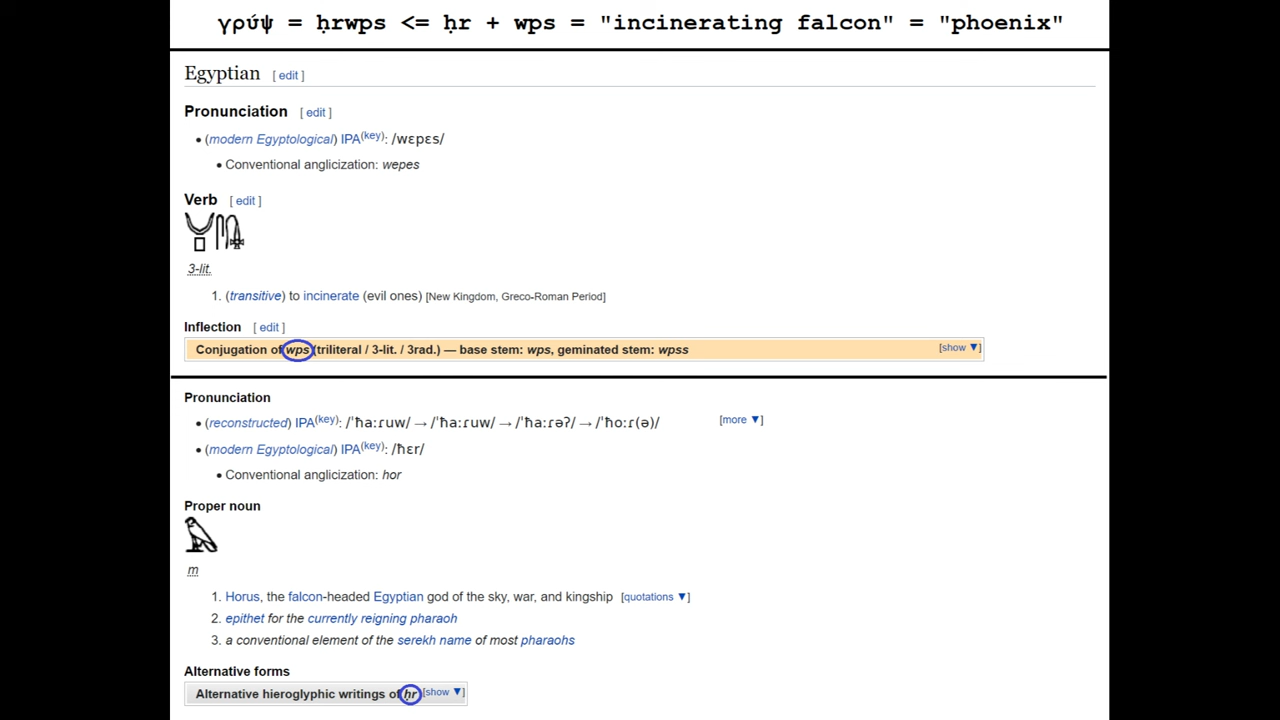 γρύψ = ḥrwps <= ḥr + wps = "incinerating falcon" = "phoenix"
Egyptian [ edit ]
Pronunciation [ edit ]
• (modern Egyptological) IPA(key): /wɛpɛs/
• Conventional anglicization: wepes
Verb [ edit ]
3-lit.
1. (transitive) to incinerate (evil ones) [New Kingdom, Greco-Roman Period]
Inflection [ edit ]
Conjugation of wps (triliteral / 3-lit. / 3rad.) — base stem: wps, geminated stem: wpss [show ▼]
Pronunciation
• (reconstructed) IPA(key): /ˈħaːɾuw/ → /ˈħaːɾuw/ → /ˈħaːɾəʔ/ → /ˈħoːɾ(ə)/ [more ▼]
• (modern Egyptological) IPA(key): /ħɛr/
• Conventional anglicization: hor
Proper noun
m
1. Horus, the falcon-headed Egyptian god of the sky, war, and kingship [quotations ▼]
2. epithet for the currently reigning pharaoh
3. a conventional element of the serekh name of most pharaohs
Alternative forms
Alternative hieroglyphic writings of ḥr [show ▼]